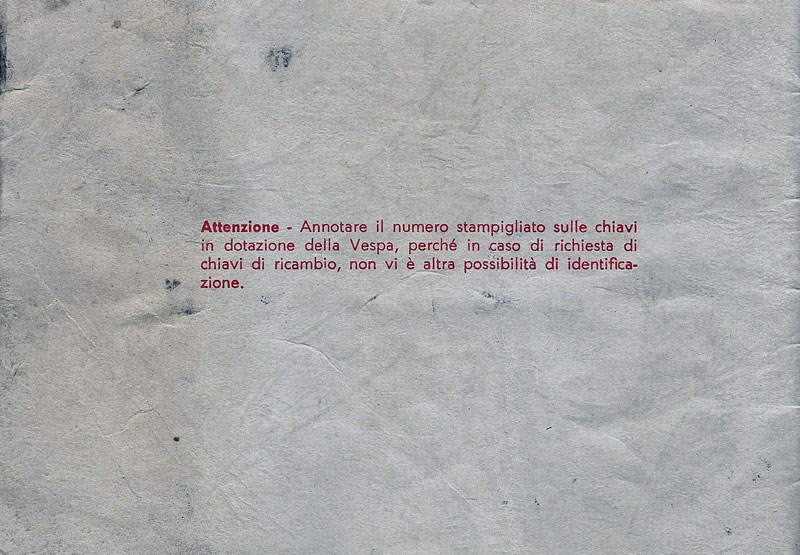 Attenzione - Annotare il numero stampigliato sulle chiavi
in dotazione della Vespa, perché in caso di richiesta di
chiavi di ricambio, non vi è altra possibilità di identifica-
zione.